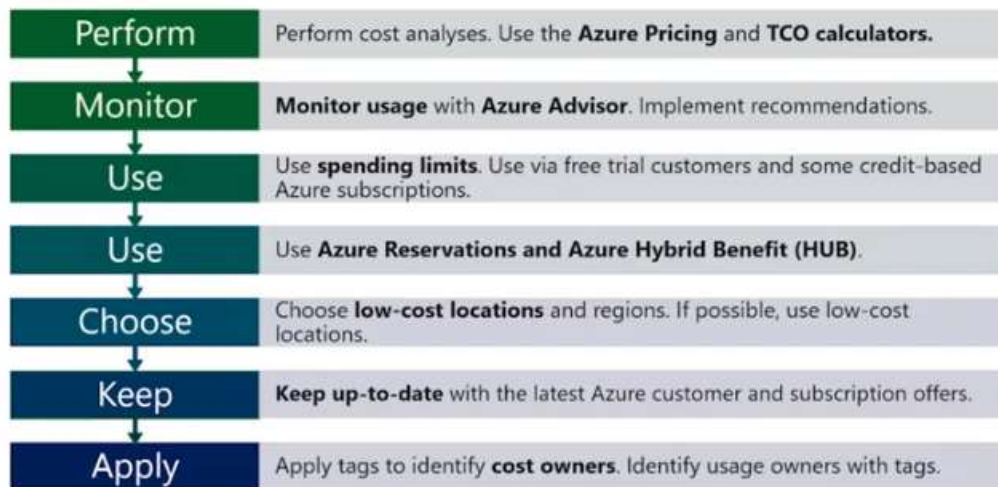 Perform
Perform cost analyses. Use the Azure Pricing and TCO calculators.
Monitor
Monitor usage with Azure Advisor. Implement recommendations.
Use
Use spending limits. Use via free trial customers and some credit-based
Azure subscriptions.
Use
Use Azure Reservations and Azure Hybrid Benefit (HUB).
Choose
Choose low-cost locations and regions. If possible, use low-cost
locations.
Keep
Keep up-to-date with the latest Azure customer and subscription offers.
Apply
Apply tags to identify cost owners. Identify usage owners with tags.